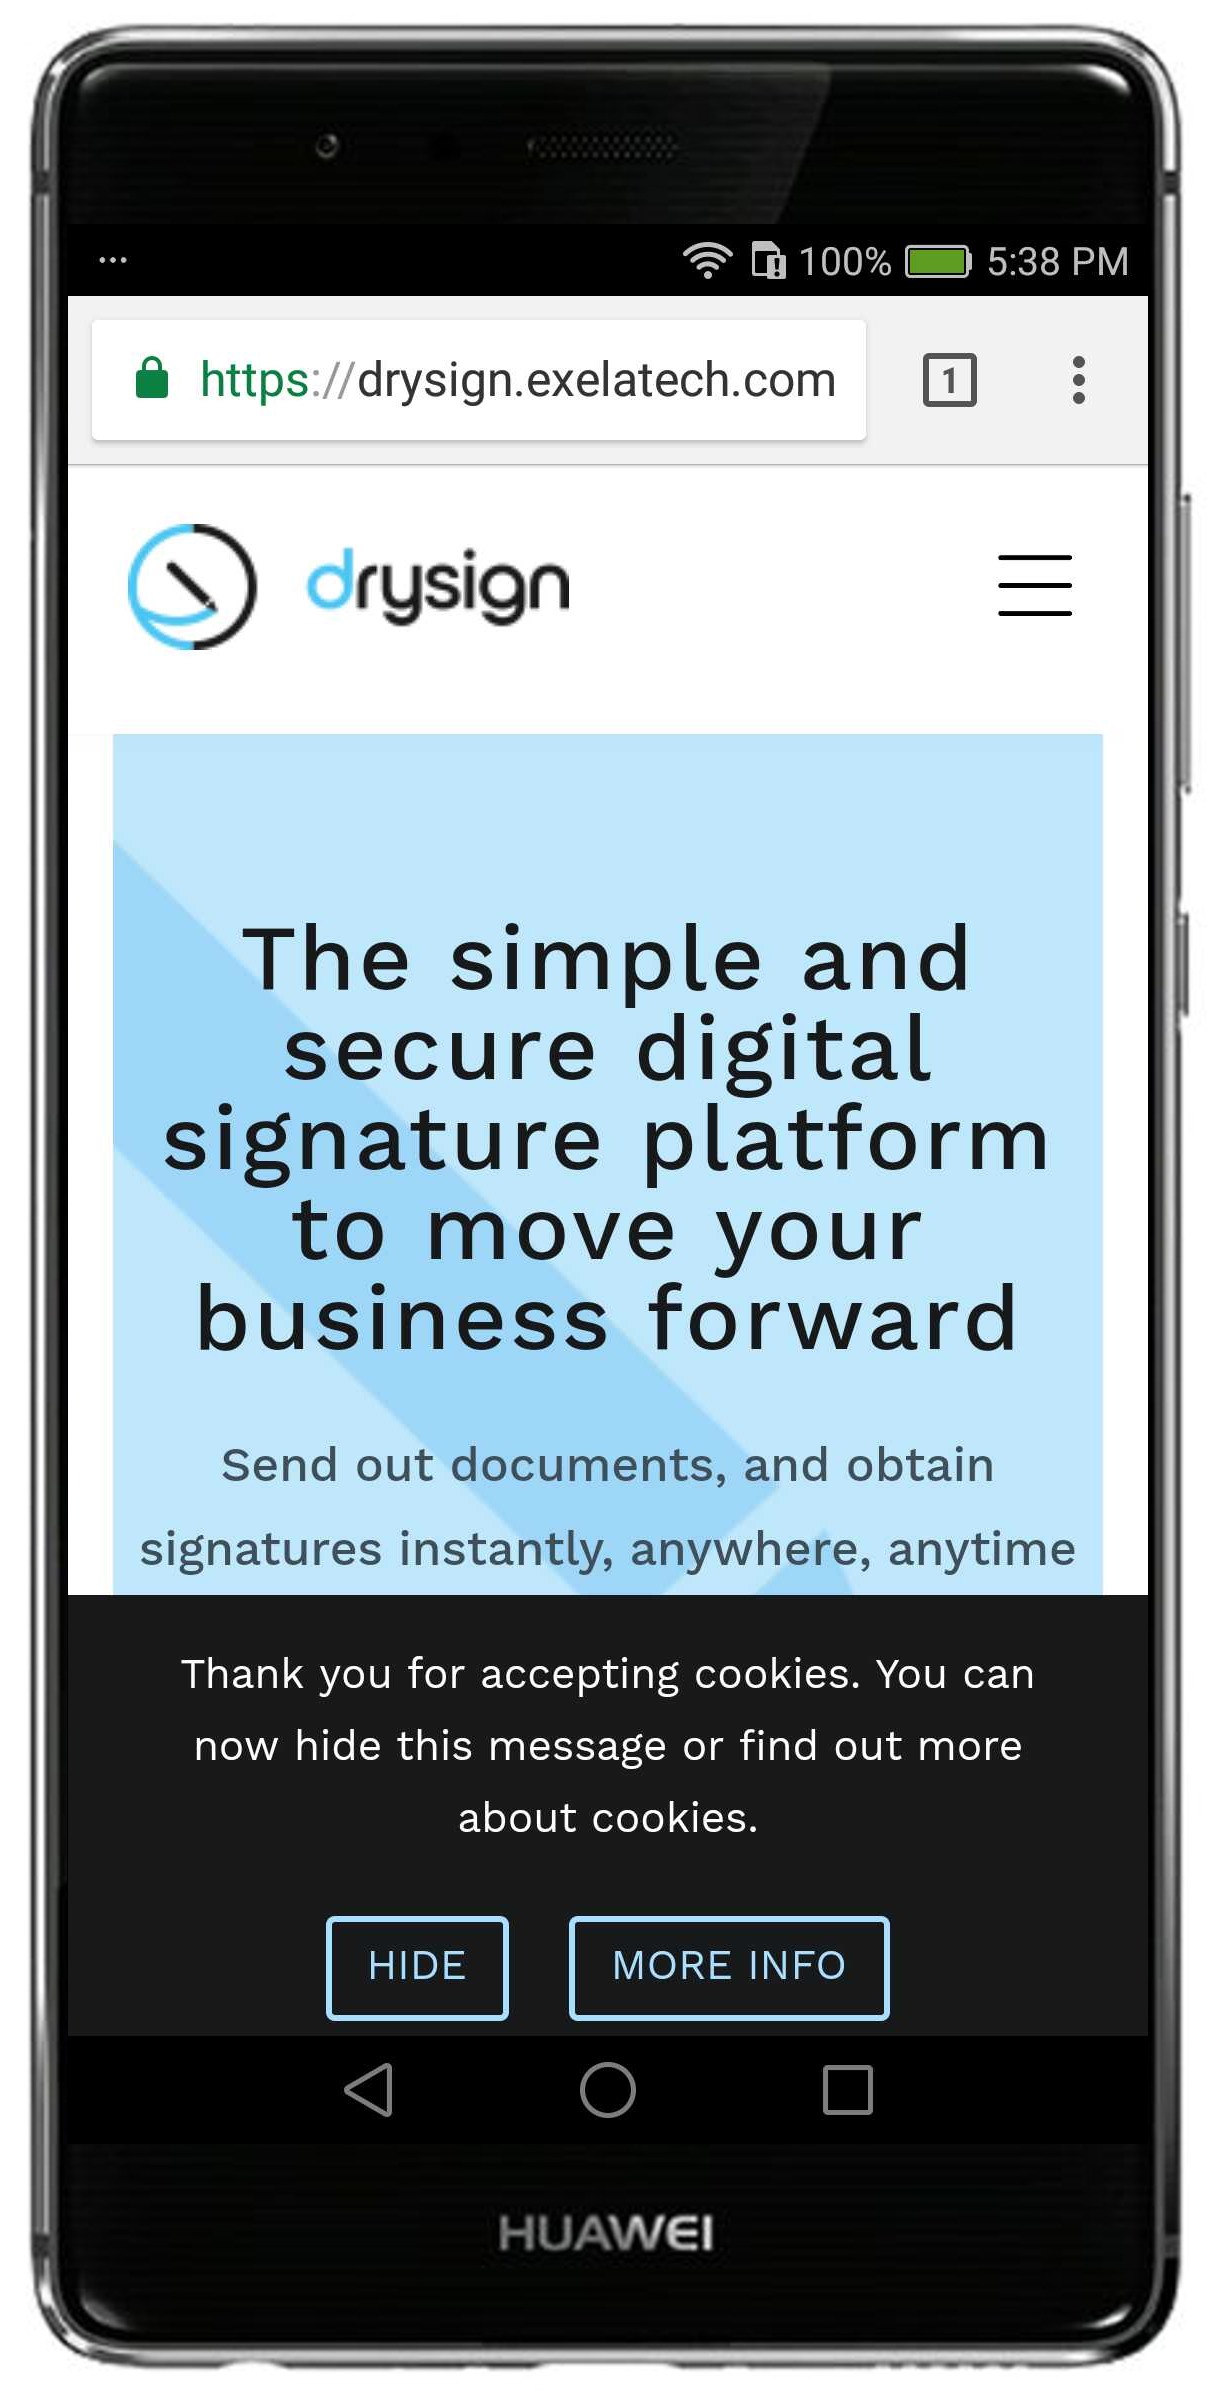 100% 5:38 PM
https://drysign.exelatech.com
1
drysign
The simple and
secure digital
signature platform
to move your
business forward
Send out documents, and obtain
signatures instantly, anywhere, anytime
Thank you for accepting cookies. You can
now hide this message or find out more
about cookies.
HIDE MORE INFO
HUAWEI